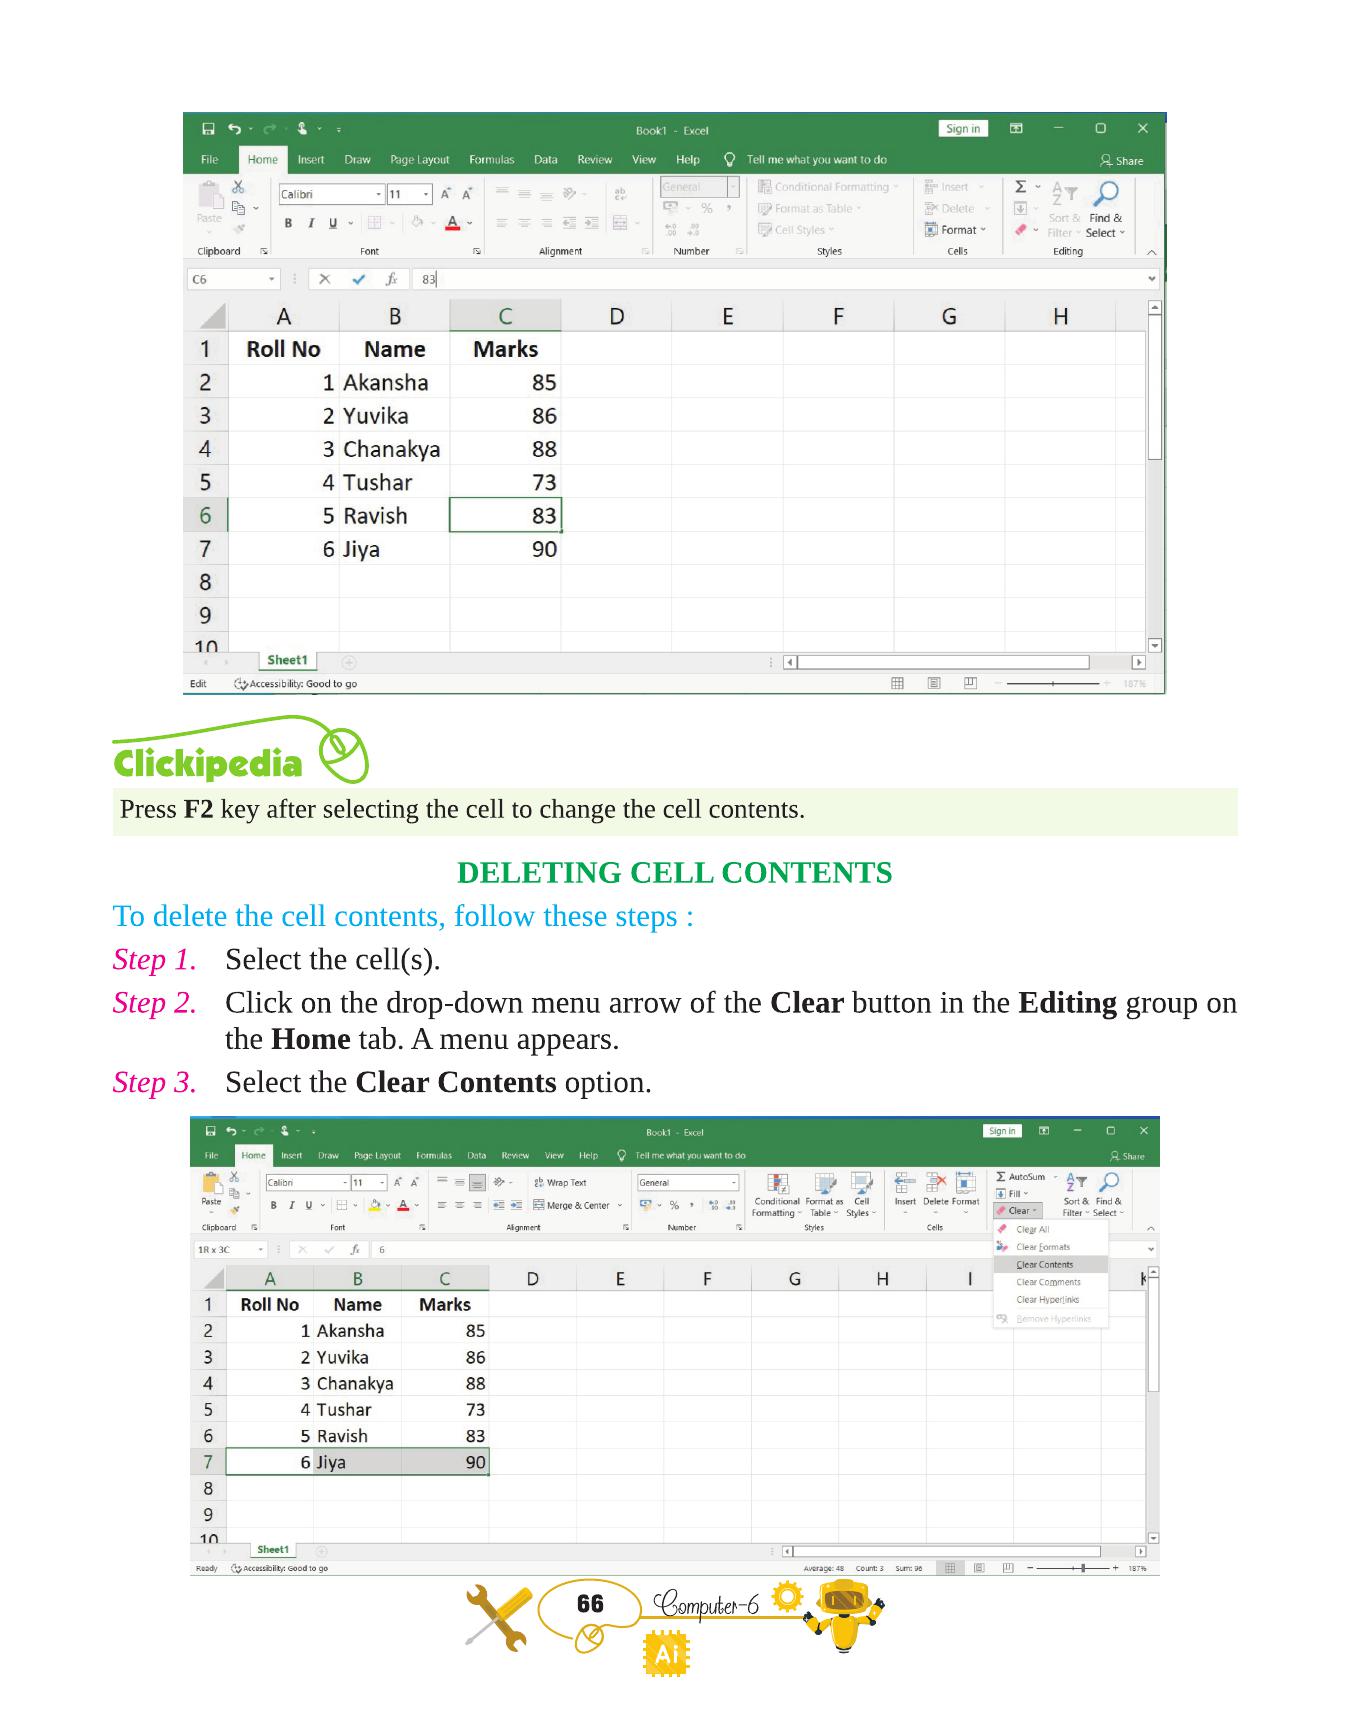 Book1 - Excel
Sign in
File Home Insert Draw Page Layout Formulas Data Review View Help Tell me what you want to do Share
Paste
Calibri 11 A A
General
Conditional Formatting
Insert
Σ
B I U A
% ,
Format as Table
Delete
Sort & Find &
Cell Styles
Format
Filter Select
Clipboard Font Alignment Number Styles Cells Editing
C6 fx 83
A B C D E F G H
1 Roll No Name Marks
2 1 Akansha 85
3 2 Yuvika 86
4 3 Chanakya 88
5 4 Tushar 73
6 5 Ravish 83
7 6 Jiya 90
8
9
10
Sheet1
Edit Accessibility: Good to go 187%
Clickipedia
Press F2 key after selecting the cell to change the cell contents.
DELETING CELL CONTENTS
To delete the cell contents, follow these steps :
Step 1. Select the cell(s).
Step 2. Click on the drop-down menu arrow of the Clear button in the Editing group on
the Home tab. A menu appears.
Step 3. Select the Clear Contents option.
Book1 - Excel
Sign in
File Home Insert Draw Page Layout Formulas Data Review View Help Tell me what you want to do Share
Paste
Calibri 11 A A
Wrap Text
General
Conditional Format as Cell
Formatting Table Styles
Insert Delete Format
Σ AutoSum
Fill
Clear
Sort & Find &
Filter Select
B I U A
Merge & Center
% ,
Clipboard Font Alignment Number Styles Cells
Clear All
Clear Formats
Clear Contents
Clear Comments
Clear Hyperlinks
Remove Hyperlinks
1R x 3C fx 6
A B C D E F G H I K
1 Roll No Name Marks
2 1 Akansha 85
3 2 Yuvika 86
4 3 Chanakya 88
5 4 Tushar 73
6 5 Ravish 83
7 6 Jiya 90
8
9
10
Sheet1
Ready Accessibility: Good to go Average: 48 Count: 3 Sum: 96 187%
66 Computer-6
Ai